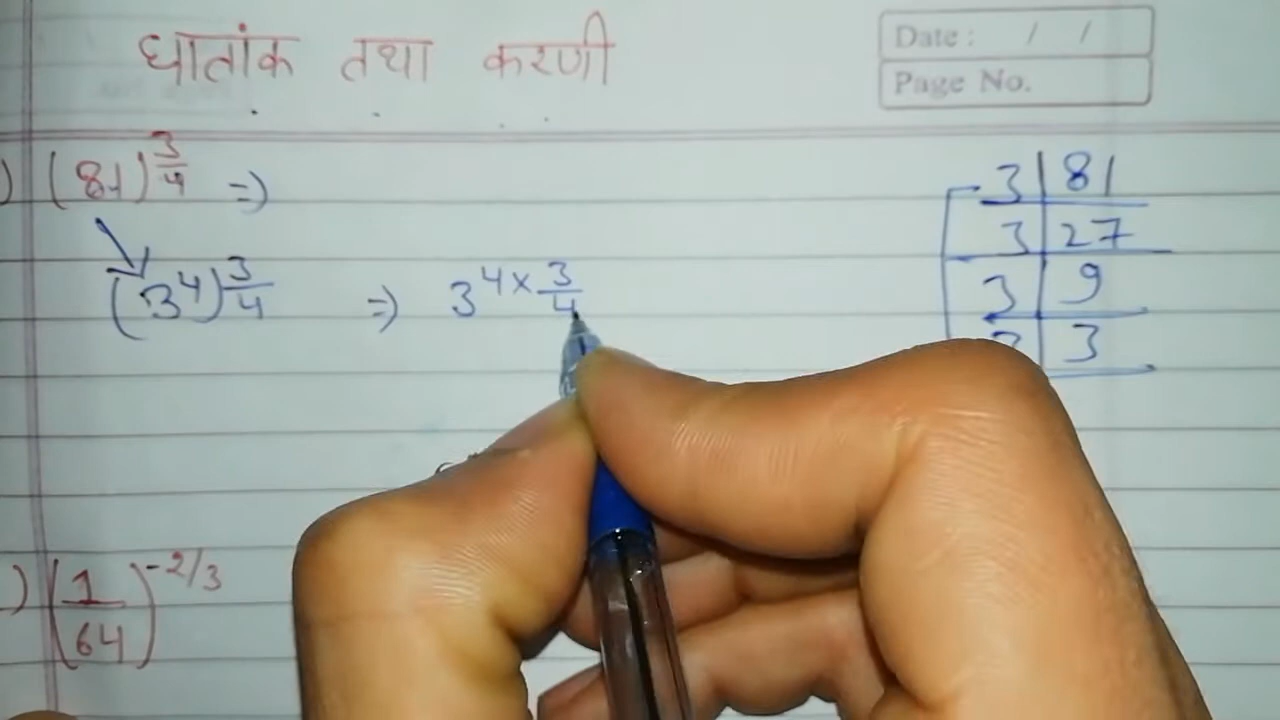 घातांक तथा करणी
Date : / /
Page No.
) (81)^{3/4} =)
(3^4)^{3/4} =) 3^{4 × 3/4}
3 | 81
3 | 27
3 | 9
3
) (1/64)^{-2/3}